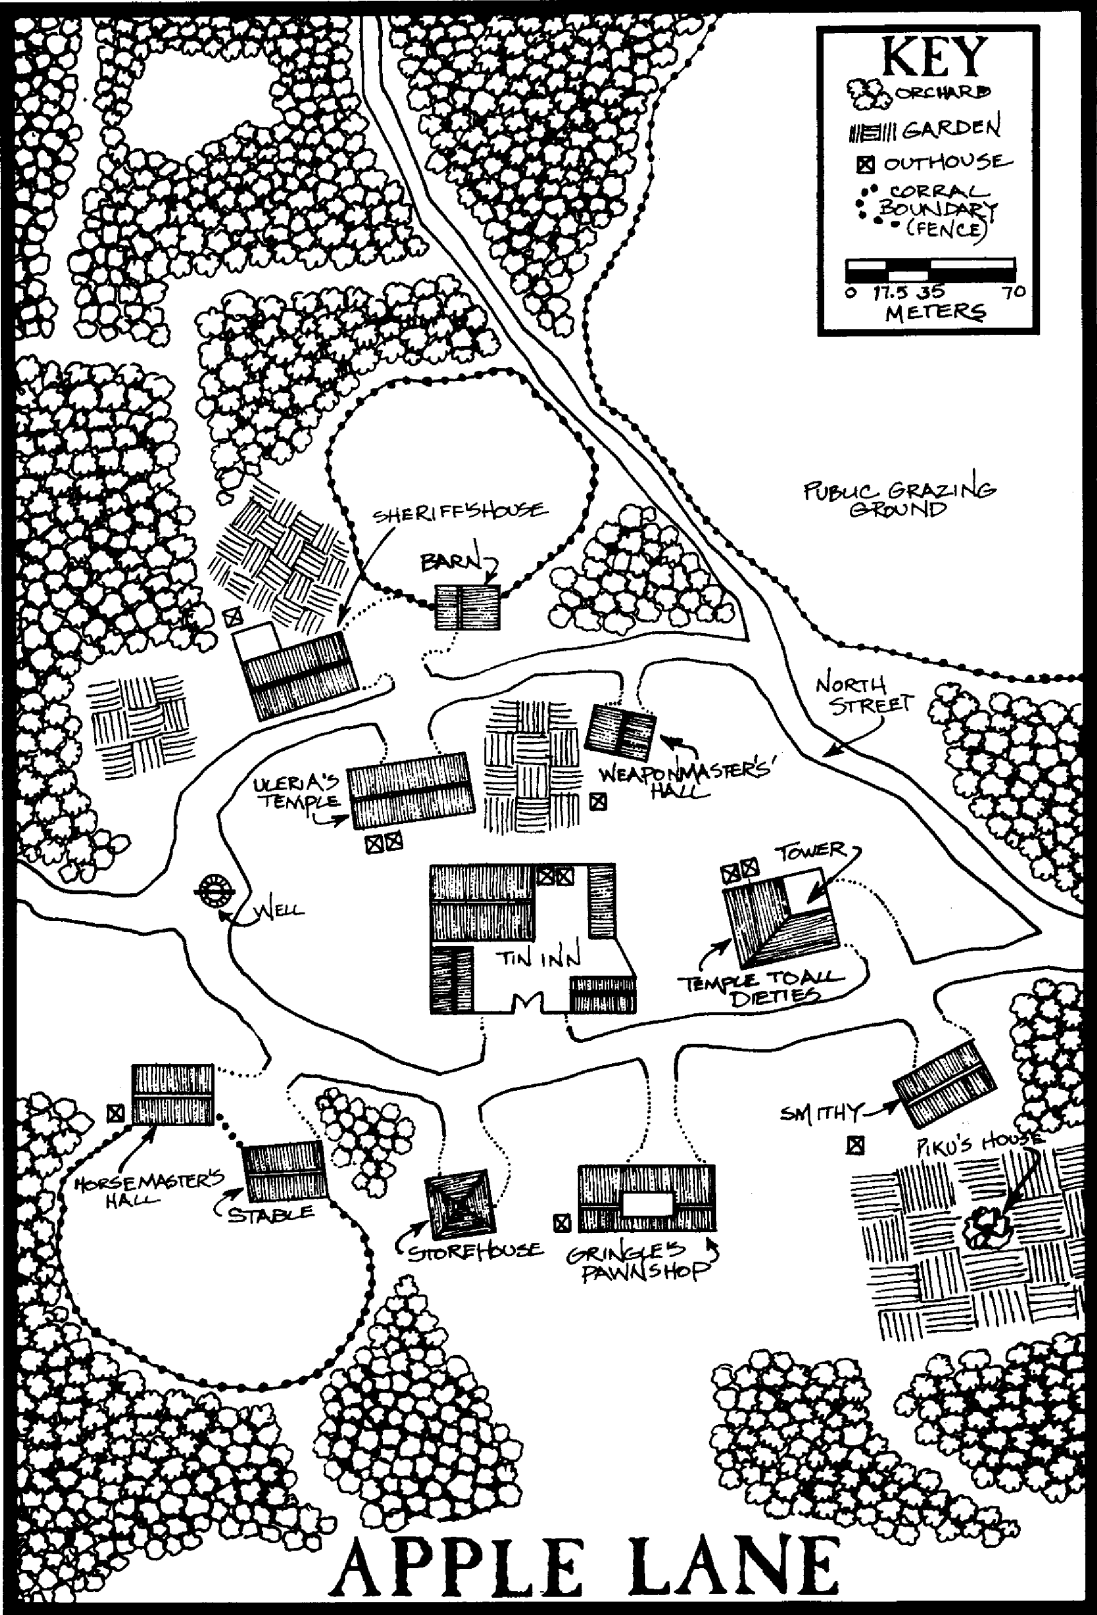 KEY
ORCHARD
GARDEN
OUTHOUSE
CORRAL
BOUNDARY
(FENCE)
0 17.5 35 70
METERS
PUBLIC GRAZING
GROUND
SHERIFF'S HOUSE
BARN
NORTH
STREET
WEAPONMASTER'S'
HALL
ULERIA'S
TEMPLE
TOWER
WELL
TIN INN
TEMPLE TO ALL
DIETIES
SMITHY
PIKU'S HOUSE
HORSEMASTER'S
HALL
STABLE
STOREHOUSE
GRINGLE'S
PAWNSHOP
APPLE LANE